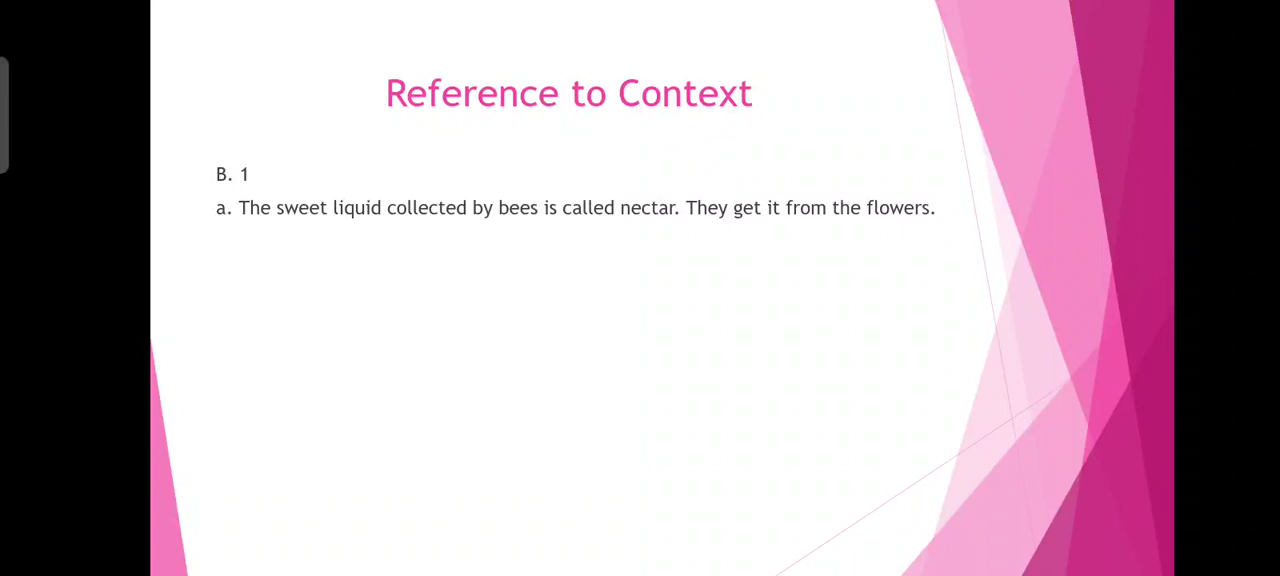 Reference to Context
B. 1
a. The sweet liquid collected by bees is called nectar. They get it from the flowers.